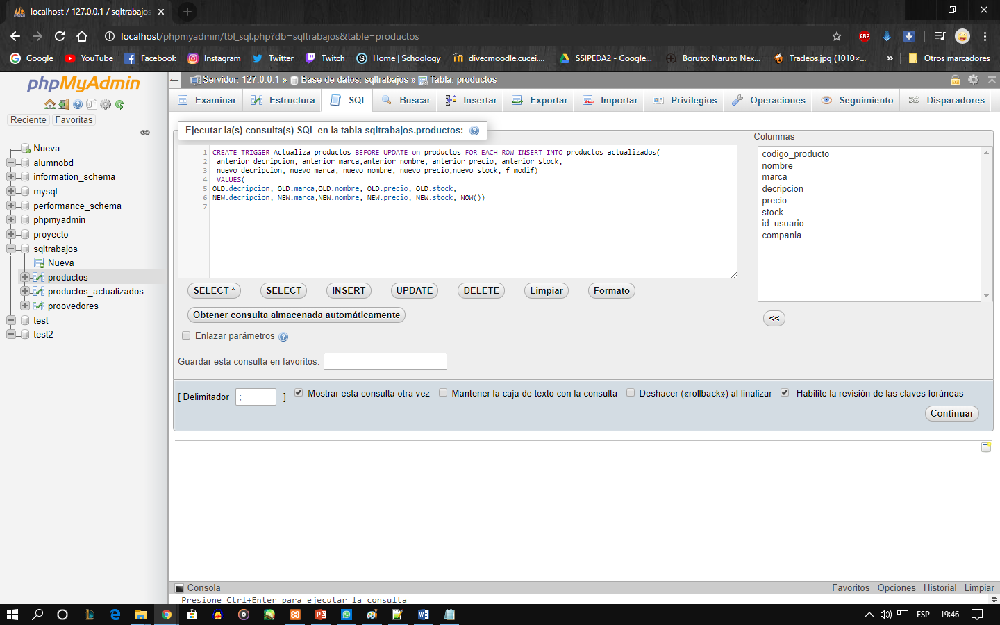 localhost / 127.0.0.1 / sqltrabajos
localhost/phpmyadmin/tbl_sql.php?db=sqltrabajos&table=productos
ABP
Google
YouTube
Facebook
Instagram
Twitter
Twitch
Home | Schoology
divecmoodle.cucei....
SSIPEDA2 - Google...
Boruto: Naruto Nex...
Tradeos.jpg (1010×...
»
Otros marcadores
phpMyAdmin
Reciente
Favoritas
Nueva
alumnobd
information_schema
mysql
performance_schema
phpmyadmin
proyecto
sqltrabajos
Nueva
productos
productos_actualizados
proovedores
test
test2
Servidor: 127.0.0.1 » Base de datos: sqltrabajos » Tabla: productos
Examinar
Estructura
SQL
Buscar
Insertar
Exportar
Importar
Privilegios
Operaciones
Seguimiento
Disparadores
Ejecutar la(s) consulta(s) SQL en la tabla sqltrabajos.productos:
1 CREATE TRIGGER Actualiza_productos BEFORE UPDATE on productos FOR EACH ROW INSERT INTO productos_actualizados(
2 anterior_decripcion, anterior_marca,anterior_nombre, anterior_precio, anterior_stock,
3 nuevo_decripcion, nuevo_marca, nuevo_nombre, nuevo_precio,nuevo_stock, f_modif)
4 VALUES(
5 OLD.decripcion, OLD.marca,OLD.nombre, OLD.precio, OLD.stock,
6 NEW.decripcion, NEW.marca,NEW.nombre, NEW.precio, NEW.stock, NOW())
7
Columnas
codigo_producto
nombre
marca
decripcion
precio
stock
id_usuario
compania
<<
SELECT *
SELECT
INSERT
UPDATE
DELETE
Limpiar
Formato
Obtener consulta almacenada automáticamente
Enlazar parámetros
Guardar esta consulta en favoritos:
[ Delimitador ; ]
Mostrar esta consulta otra vez
Mantener la caja de texto con la consulta
Deshacer («rollback») al finalizar
Habilite la revisión de las claves foráneas
Continuar
Consola
Favoritos
Opciones
Historial
Limpiar
Presione Ctrl+Enter para ejecutar la consulta
ESP
19:46